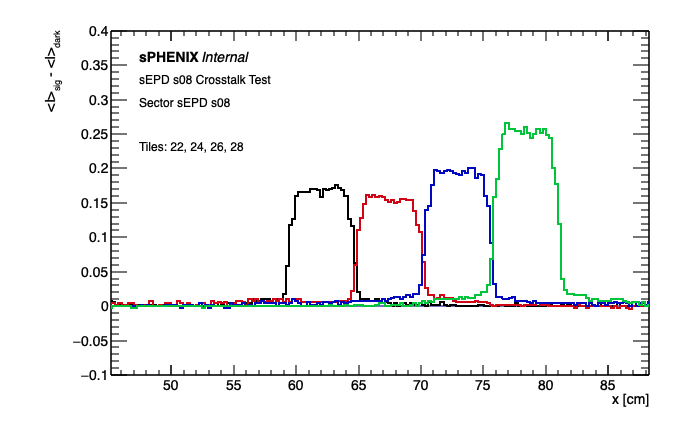 0.4
0.35
0.3
0.25
0.2
0.15
0.1
0.05
0
−0.05
−0.1
<I>sig - <I>dark
sPHENIX Internal
sEPD s08 Crosstalk Test
Sector sEPD s08
Tiles: 22, 24, 26, 28
50 55 60 65 70 75 80 85
x [cm]